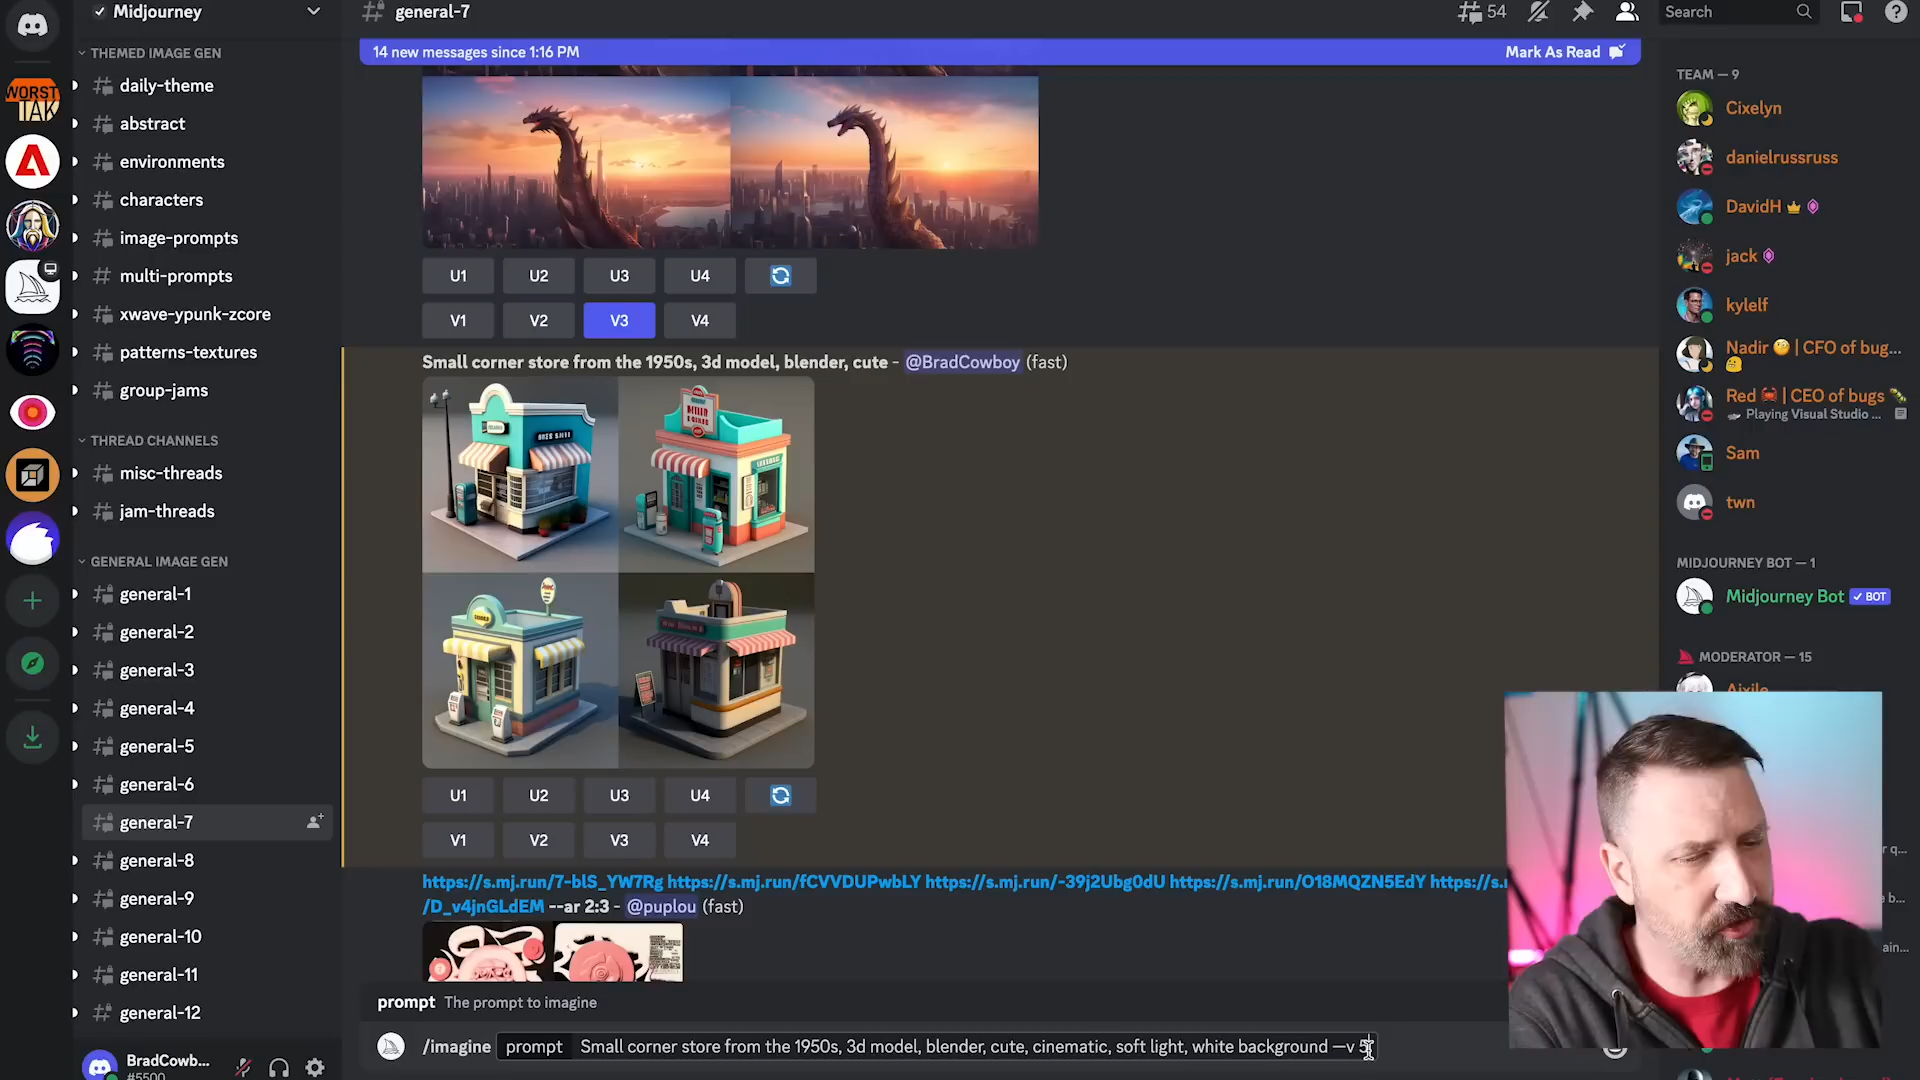 Midjourney
general-7
54
Search
14 new messages since 1:16 PM
Mark As Read
WORST
TAK
THEMED IMAGE GEN
daily-theme
abstract
environments
characters
image-prompts
multi-prompts
xwave-ypunk-zcore
patterns-textures
group-jams
THREAD CHANNELS
misc-threads
jam-threads
GENERAL IMAGE GEN
general-1
general-2
general-3
general-4
general-5
general-6
general-7
general-8
general-9
general-10
general-11
general-12
BradCowb...
#5500
U1 U2 U3 U4
V1 V2 V3 V4
Small corner store from the 1950s, 3d model, blender, cute - @BradCowboy (fast)
U1 U2 U3 U4
V1 V2 V3 V4
https://s.mj.run/7-blS_YW7Rg https://s.mj.run/fCVVDUPwbLY https://s.mj.run/-39j2Ubg0dU https://s.mj.run/O18MQZN5EdY https://s.
/D_v4jnGLdEM --ar 2:3 - @puplou (fast)
prompt The prompt to imagine
/imagine prompt Small corner store from the 1950s, 3d model, blender, cute, cinematic, soft light, white background —v 5
TEAM — 9
Cixelyn
danielrussruss
DavidH
jack
kylelf
Nadir 🤨 | CFO of bug...
Red 🦀 | CEO of bugs 🐛
Playing Visual Studio ...
Sam
twn
MIDJOURNEY BOT — 1
Midjourney Bot ✓ BOT
MODERATOR — 15